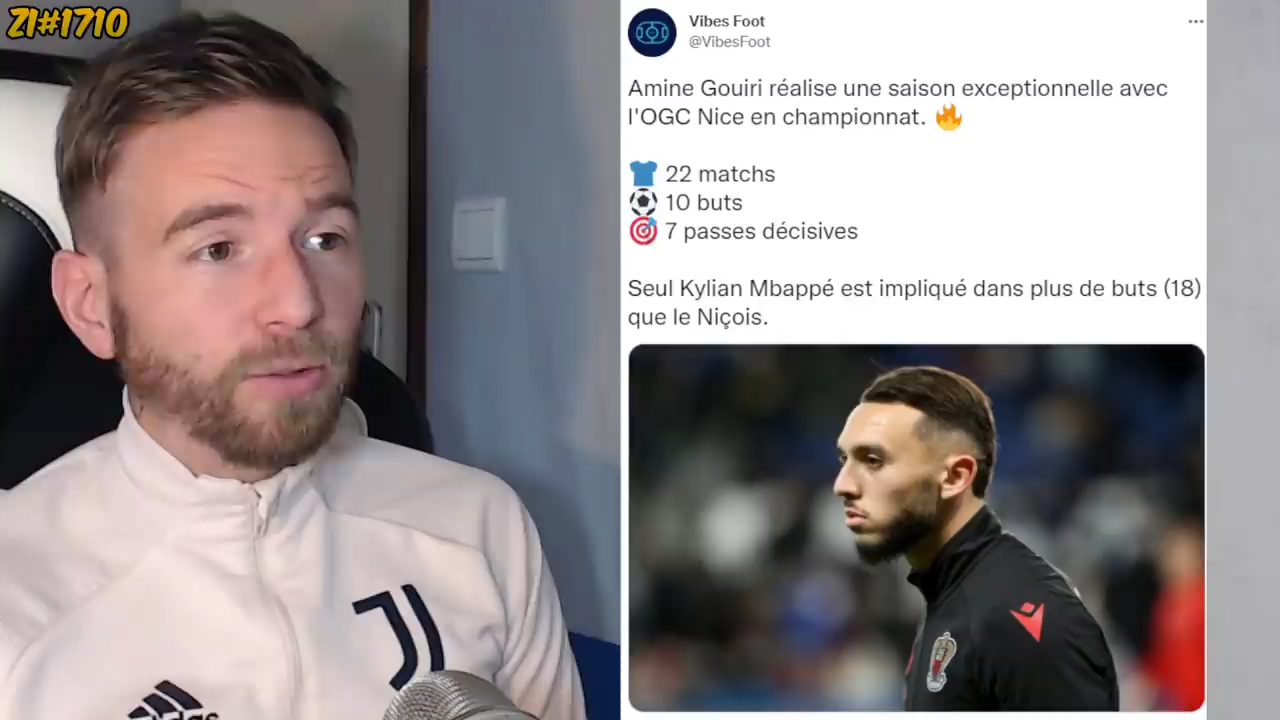 ZI#1710
Vibes Foot
@VibesFoot
Amine Gouiri réalise une saison exceptionnelle avec
l'OGC Nice en championnat. 🔥
👕 22 matchs
⚽ 10 buts
🎯 7 passes décisives
Seul Kylian Mbappé est impliqué dans plus de buts (18)
que le Niçois.
adidas